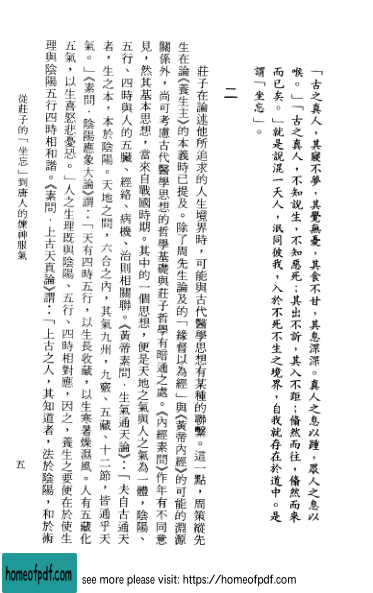 「古之真人，其寢不夢，其覺無憂，其食不甘，其息深深。真人之息以踵，眾人之息以
喉。」「古之真人，不知說生，不知惡死；其出不訢，其入不距；翛然而往，翛然而來
而已矣。」就是說混一天人，泯同彼我，入於不死不生之境界，自我就存在於道中。是
謂「坐忘」。
二
莊子在論述他所追求的人生境界時，可能與古代醫學思想有某種的聯繫。這一點，周策縱先
生在論《養生主》的本義時已提及。除了周先生論及的「緣督以為經」與《黃帝內經》的可能的淵源
關係外，尚可考慮古代醫學思想的哲學基礎與莊子哲學有暗通之處。《內經素問》作年有不同意
見，然其基本思想，當來自戰國時期。其中的一個思想，便是天地之氣與人之氣為一體，陰陽、
五行、四時與人的五臟、經絡、病機、治則相關聯。《黃帝素問．生氣通天論》：「夫自古通天
者，生之本，本於陰陽。天地之間，六合之內，其氣九州，九竅、五藏、十二節，皆通乎天
氣。」《素問．陰陽應象大論》謂：「天有四時五行，以生長收藏，以生寒暑燥濕風。人有五藏化
五氣，以生喜怒悲憂恐。」人之生理既與陰陽、五行、四時相對應，因之，養生之要便在於使生
理與陰陽五行四時相和諧。《素問．上古天真論》謂：「上古之人，其知道者，法於陰陽，和於術
從莊子的「坐忘」到唐人的煉神服氣
五
homeofpdf.com
see more please visit: https://homeofpdf.com